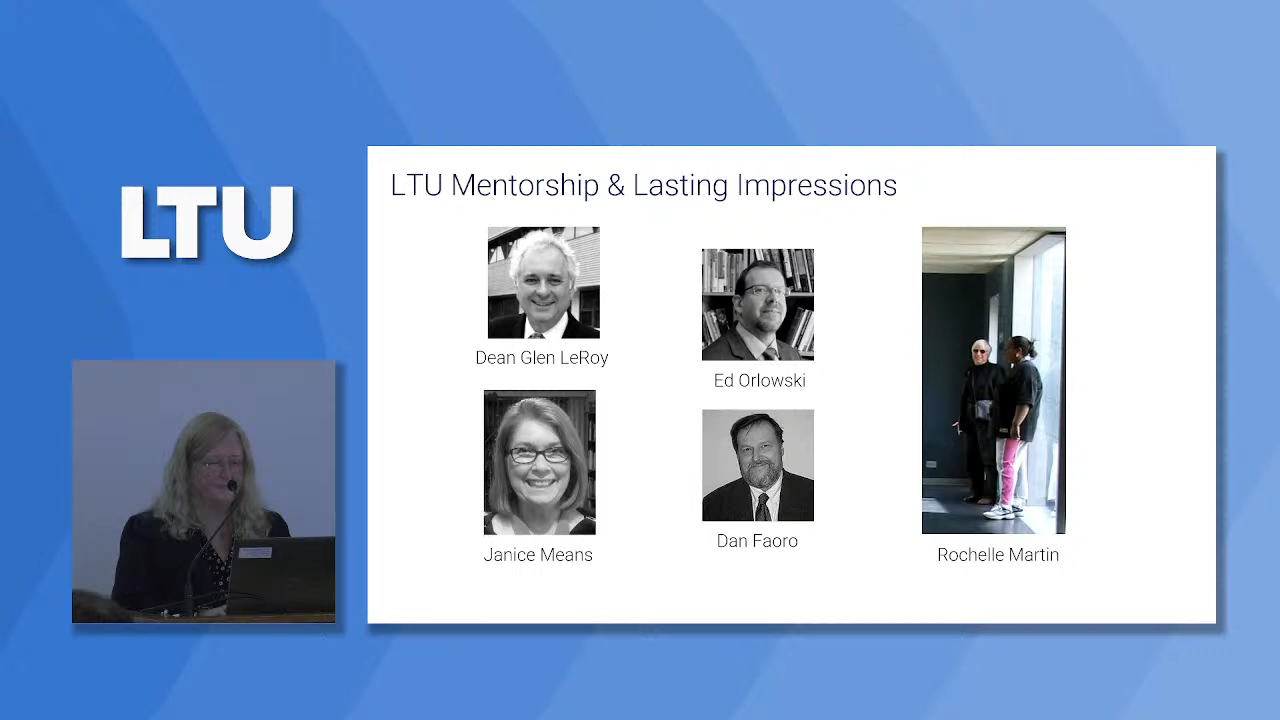 LTU
LTU Mentorship & Lasting Impressions
Dean Glen LeRoy
Ed Orlowski
Janice Means
Dan Faoro
Rochelle Martin